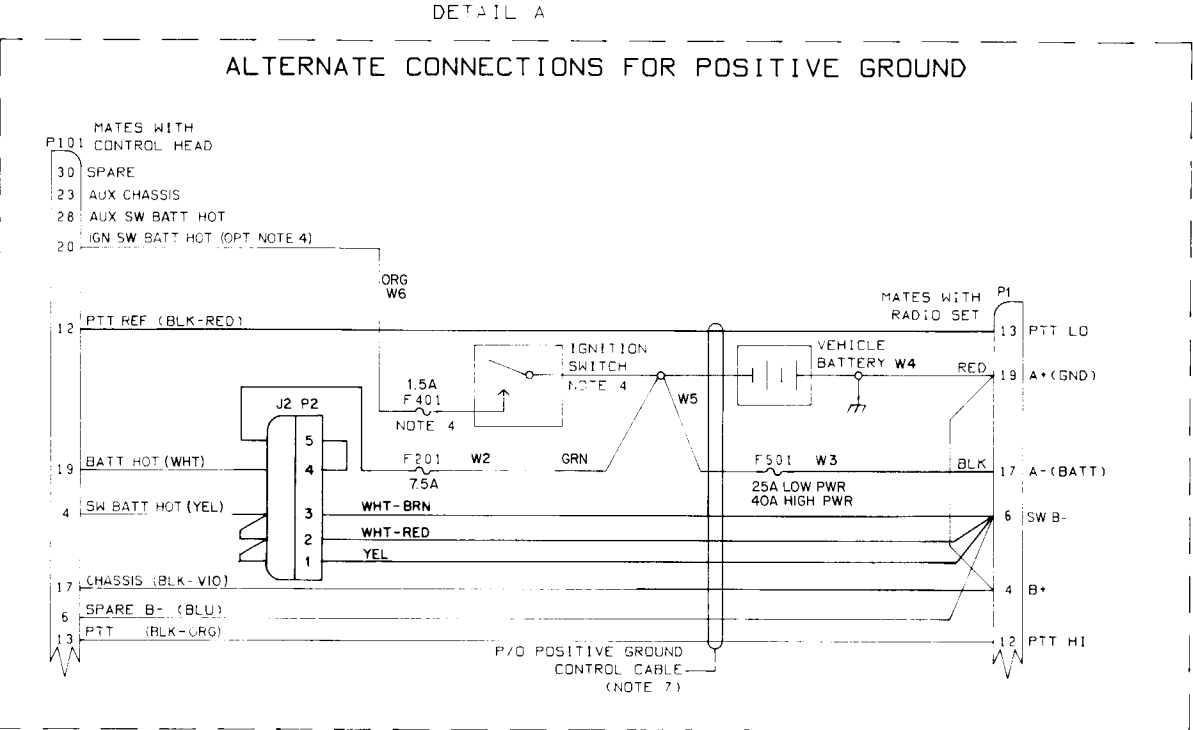 DETAIL A
ALTERNATE CONNECTIONS FOR POSITIVE GROUND
MATES WITH
P101 CONTROL HEAD
30 SPARE
23 AUX CHASSIS
28 AUX SW BATT HOT
IGN SW BATT HOT (OPT NOTE 4)
20
ORG
W6
MATES WITH P1
RADIO SET
12 PTT REF (BLK-RED)
13 PTT LO
IGNITION
SWITCH
NOTE 4
VEHICLE
BATTERY W4
RED 19 A+(GND)
1.5A
F401
NOTE 4
W5
J2 P2
5
4
19 BATT HOT (WHT)
F201 W2 GRN
7.5A
F501 W3
25A LOW PWR
40A HIGH PWR
BLK 17 A-(BATT)
4 SW BATT HOT (YEL)
3 WHT-BRN
6 SW B-
2 WHT-RED
1 YEL
17 CHASSIS (BLK-VIO)
4 B+
6 SPARE B- (BLU)
13 PTT (BLK-ORG)
12 PTT HI
P/O POSITIVE GROUND
CONTROL CABLE
(NOTE 7)